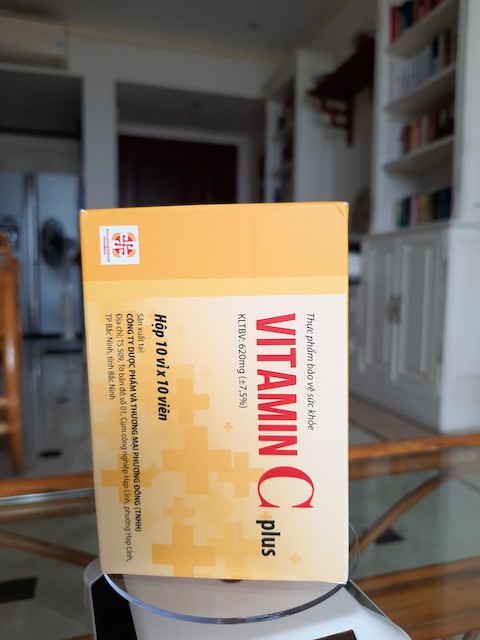 Thực phẩm bảo vệ sức khỏe
VITAMIN C plus
KLTBV: 620mg (±7,5%)
Hộp 10 vỉ x 10 viên
Sản xuất tại:
CÔNG TY DƯỢC PHẨM VÀ THƯƠNG MẠI PHƯƠNG ĐÔNG (TNHH)
Địa chỉ: TS 509, Tờ bản đồ số 01, Cụm công nghiệp Hạp Lĩnh, phường Hạp Lĩnh,
TP Bắc Ninh, tỉnh Bắc Ninh